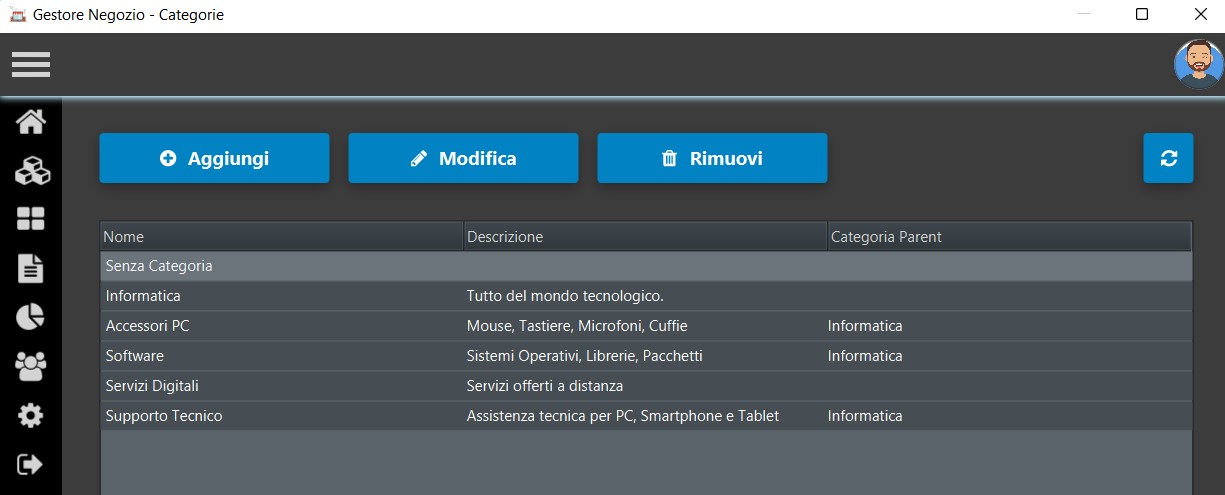 Gestore Negozio - Categorie
Aggiungi Modifica Rimuovi
Nome Descrizione Categoria Parent
Senza Categoria
Informatica Tutto del mondo tecnologico.
Accessori PC Mouse, Tastiere, Microfoni, Cuffie Informatica
Software Sistemi Operativi, Librerie, Pacchetti Informatica
Servizi Digitali Servizi offerti a distanza
Supporto Tecnico Assistenza tecnica per PC, Smartphone e Tablet Informatica